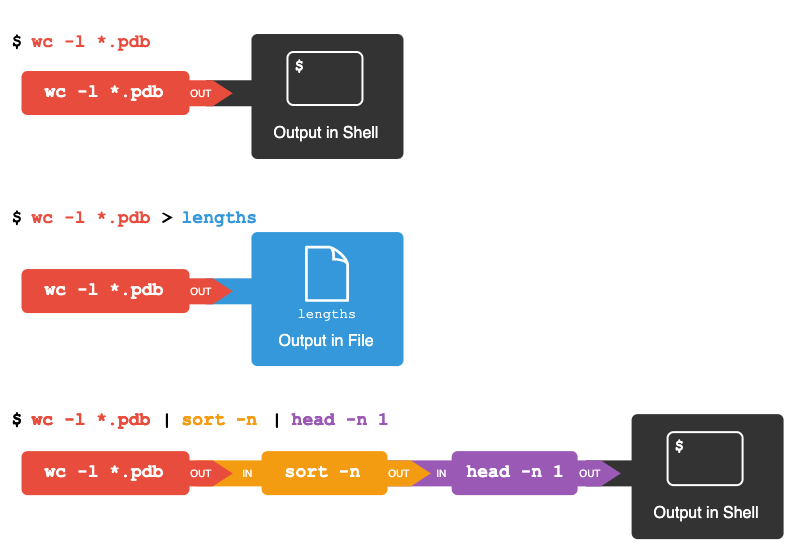 $ wc -l *.pdb
wc -l *.pdb OUT
$
Output in Shell
$ wc -l *.pdb > lengths
wc -l *.pdb OUT
lengths
Output in File
$ wc -l *.pdb | sort -n | head -n 1
wc -l *.pdb OUT IN sort -n OUT IN head -n 1 OUT
$
Output in Shell